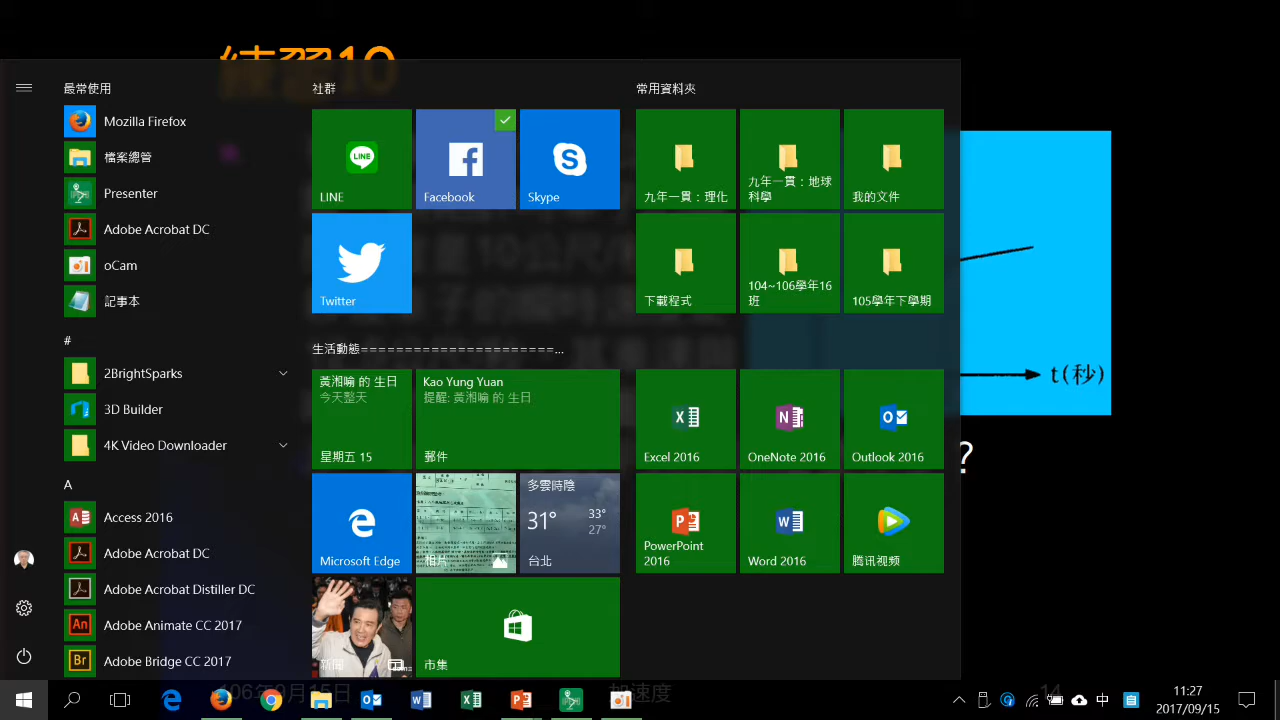 練習10
最常使用
Mozilla Firefox
檔案總管
Presenter
Adobe Acrobat DC
oCam
記事本
#
2BrightSparks
3D Builder
4K Video Downloader
A
Access 2016
Adobe Acrobat DC
Adobe Acrobat Distiller DC
Adobe Animate CC 2017
Adobe Bridge CC 2017
社群
LINE
LINE
Facebook
Skype
Twitter
生活動態======================...
黃湘喻 的 生日
今天整天
星期五 15
Kao Yung Yuan
提醒: 黃湘喻 的 生日
郵件
Microsoft Edge
相片
多雲時陰
31°
33°
27°
台北
新聞
市集
常用資料夾
九年一貫：理化
九年一貫：地球
科學
我的文件
下載程式
104~106學年16
班
105學年下學期
Excel 2016
OneNote 2016
Outlook 2016
PowerPoint
2016
Word 2016
腾讯视频
t(秒)
?
106年9月15日
加速度
14
中
2017/09/15